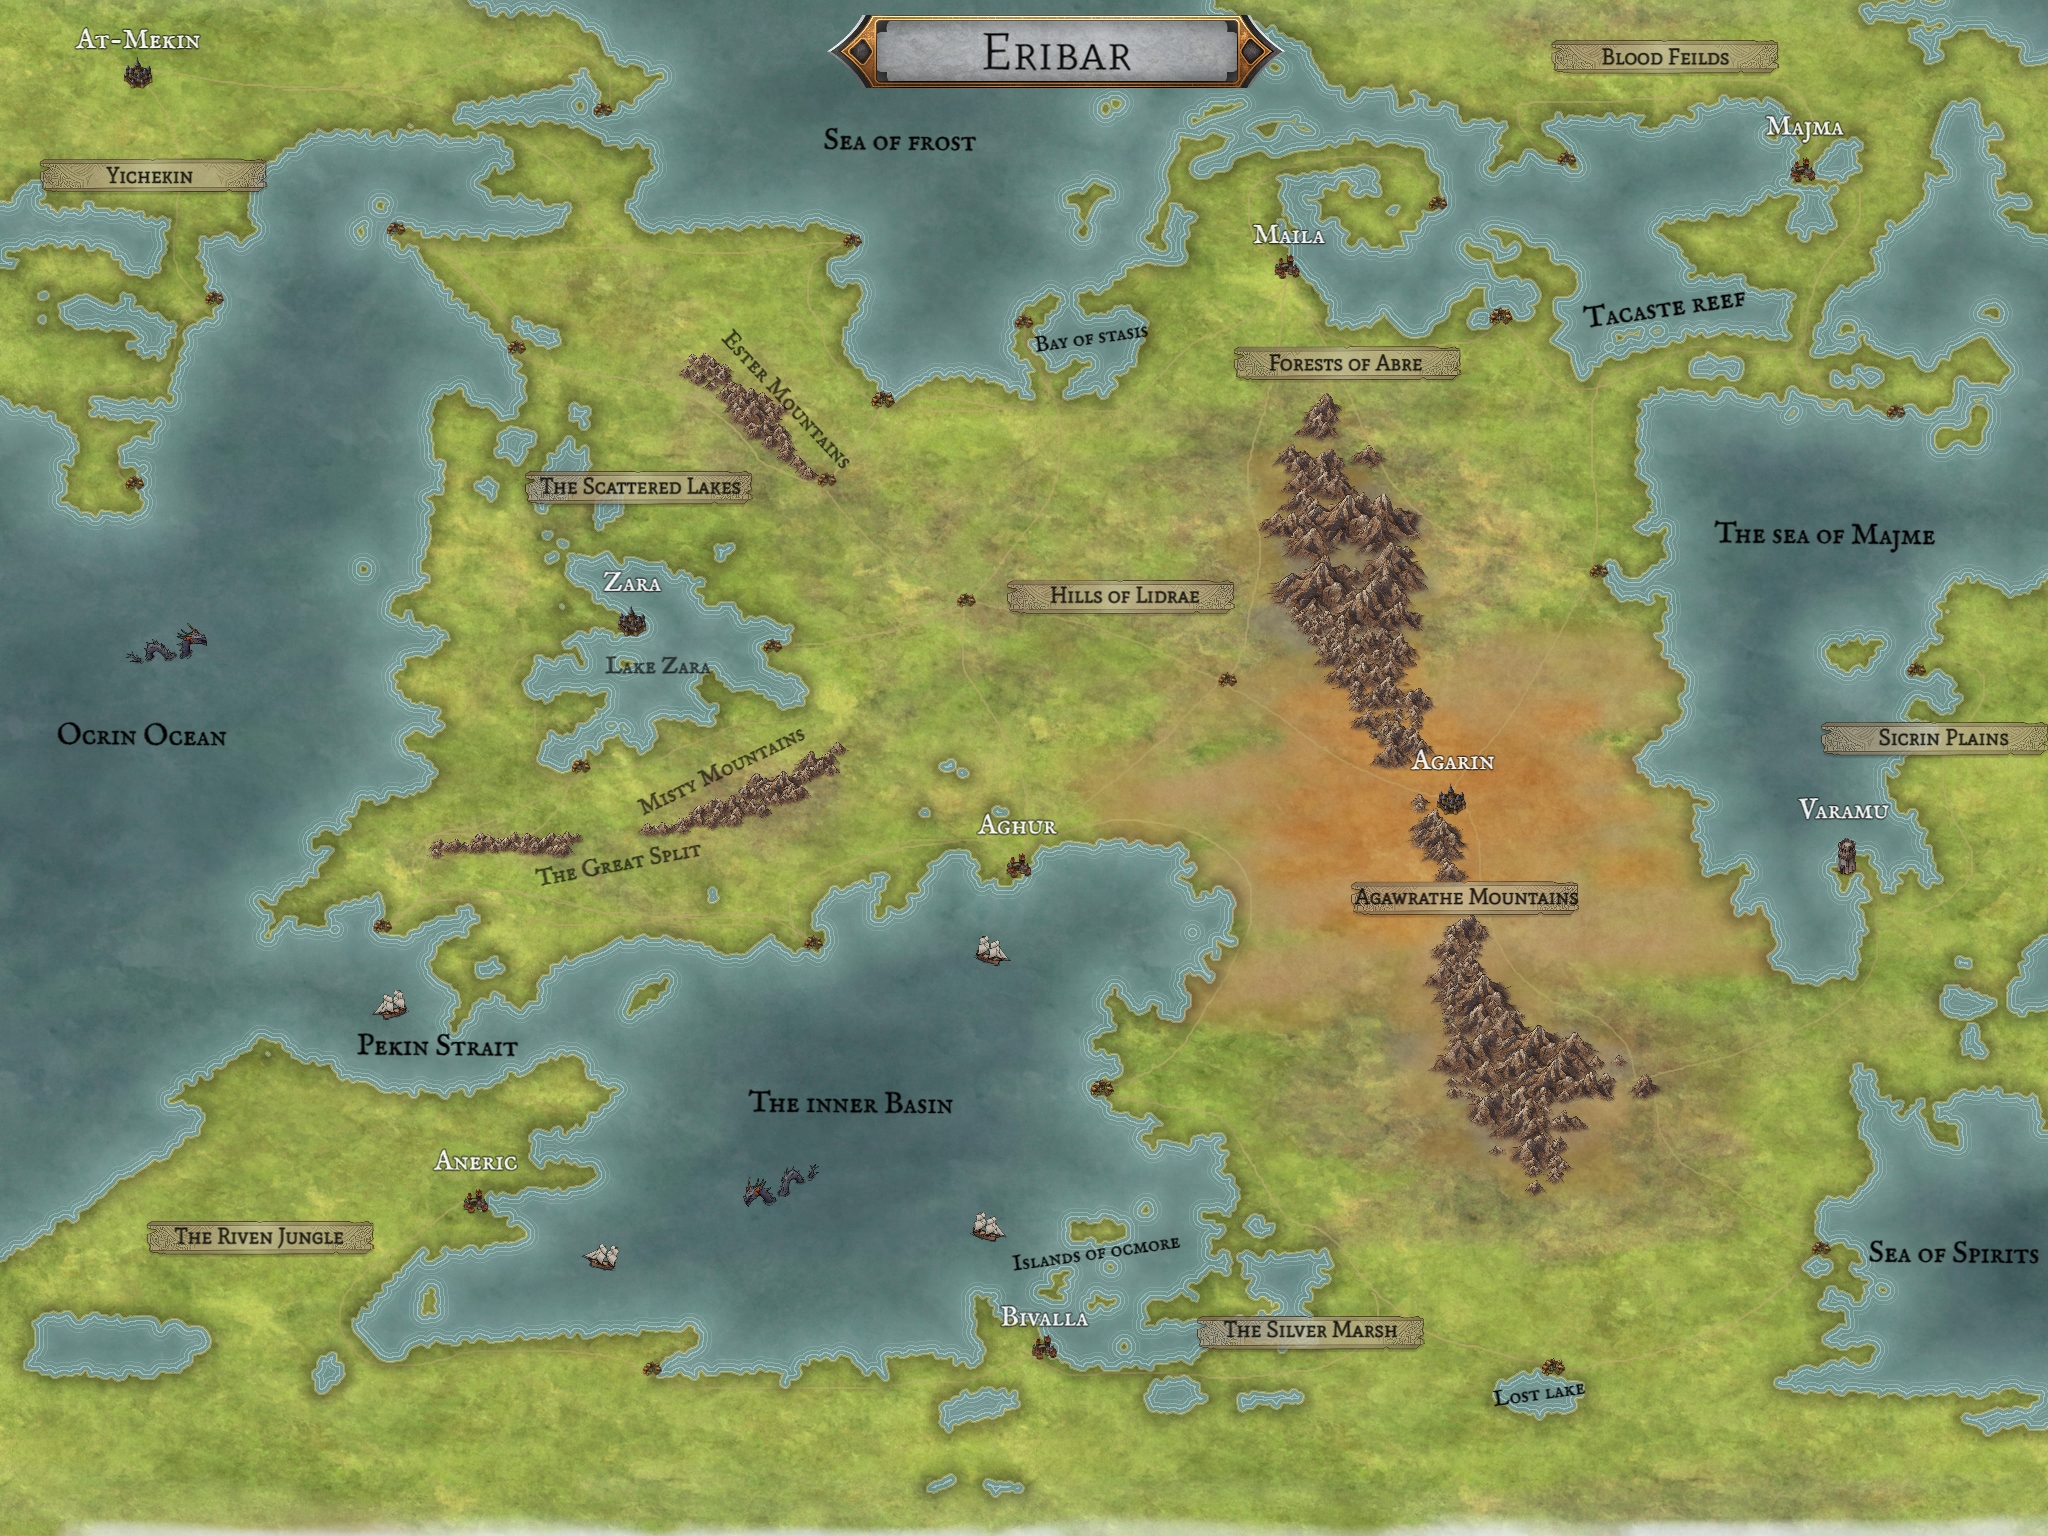 At-Mekin
Eribar
Blood Feilds
Sea of frost
Majma
Yichekin
Maila
Tacaste reef
Bay of stasis
Ester Mountains
Forests of Abre
The Scattered Lakes
The sea of Majme
Zara
Hills of Lidrae
Lake Zara
Ocrin Ocean
Sicrin Plains
Misty Mountains
Agarin
Varamu
Aghur
The Great Split
Agawrathe Mountains
Pekin Strait
The inner Basin
Aneric
The Riven Jungle
Islands of ocmore
Sea of Spirits
Bivalla
The Silver Marsh
Lost lake